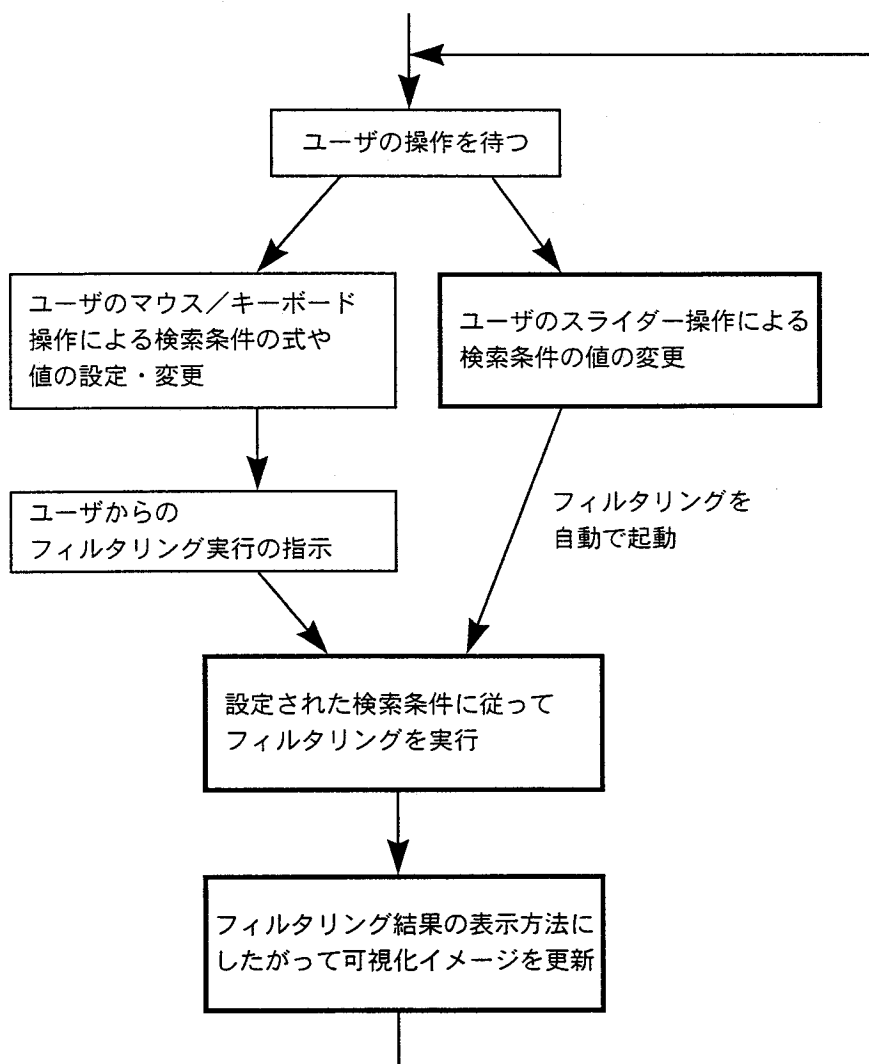 ユーザの操作を待つ
ユーザのマウス／キーボード
操作による検索条件の式や
値の設定・変更
ユーザのスライダー操作による
検索条件の値の変更
ユーザからの
フィルタリング実行の指示
フィルタリングを
自動で起動
設定された検索条件に従って
フィルタリングを実行
フィルタリング結果の表示方法に
したがって可視化イメージを更新